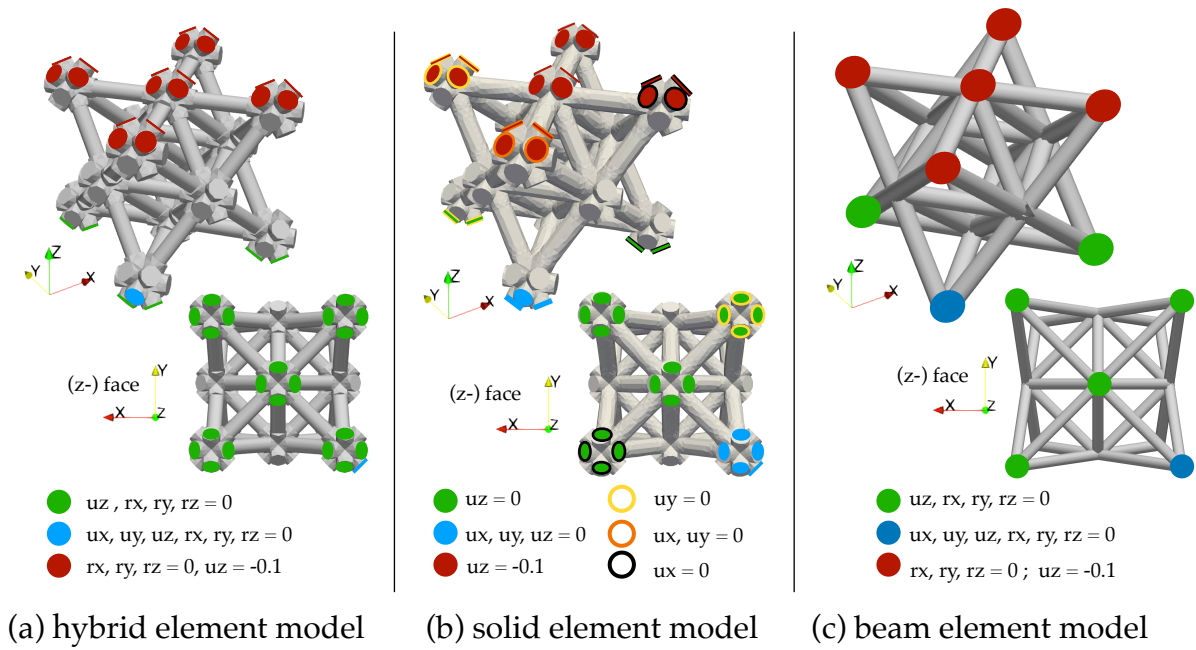 Z
Y
X
(z-) face
Y
X
Z
uz , rx, ry, rz = 0
ux, uy, uz, rx, ry, rz = 0
rx, ry, rz = 0, uz = -0.1
(a) hybrid element model
Z
Y
X
(z-) face
Y
X
Z
uz = 0
uy = 0
ux, uy, uz = 0
ux, uy = 0
uz = -0.1
ux = 0
(b) solid element model
Z
Y
X
(z-) face
Y
X
Z
uz, rx, ry, rz = 0
ux, uy, uz, rx, ry, rz = 0
rx, ry, rz = 0 ; uz = -0.1
(c) beam element model